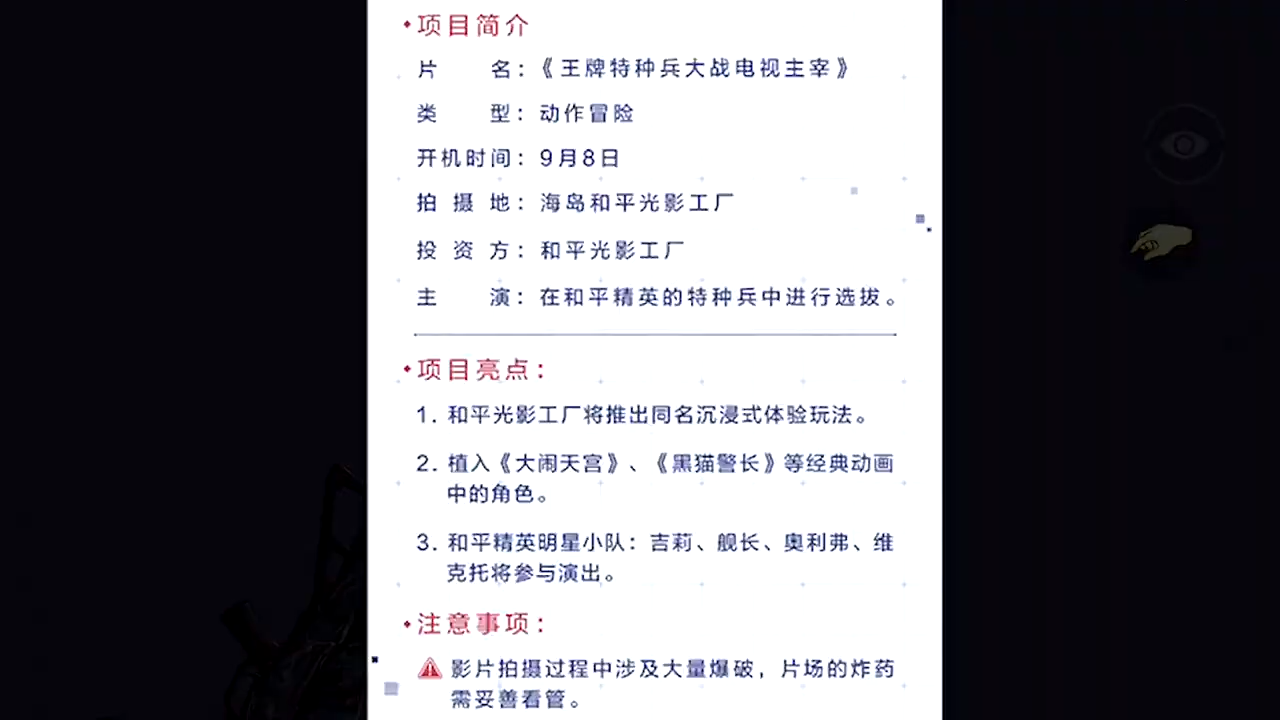 项目简介
片名：《王牌特种兵大战电视主宰》
类型：动作冒险
开机时间：9月8日
拍摄地：海岛和平光影工厂
投资方：和平光影工厂
主演：在和平精英的特种兵中进行选拔。
项目亮点：
1. 和平光影工厂将推出同名沉浸式体验玩法。
2. 植入《大闹天宫》、《黑猫警长》等经典动画
中的角色。
3. 和平精英明星小队：吉莉、舰长、奥利弗、维
克托将参与演出。
注意事项：
影片拍摄过程中涉及大量爆破，片场的炸药
需妥善看管。